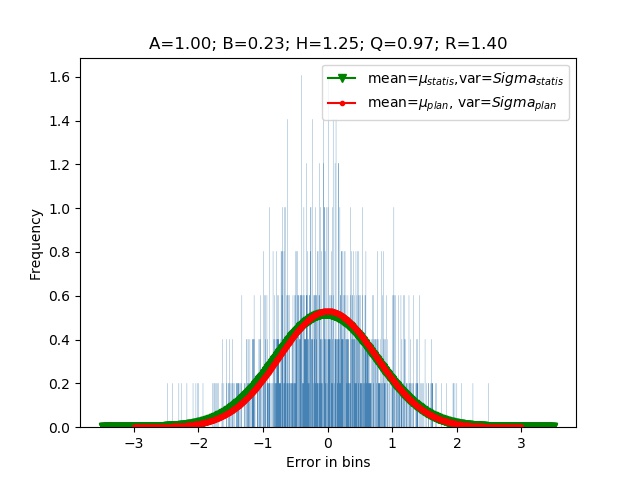 A=1.00; B=0.23; H=1.25; Q=0.97; R=1.40
mean=μstatis,var=Sigmastatis
mean=μplan, var=Sigmaplan
1.6
1.4
1.2
1.0
0.8
0.6
0.4
0.2
0.0
Frequency
−3 −2 −1 0 1 2 3
Error in bins